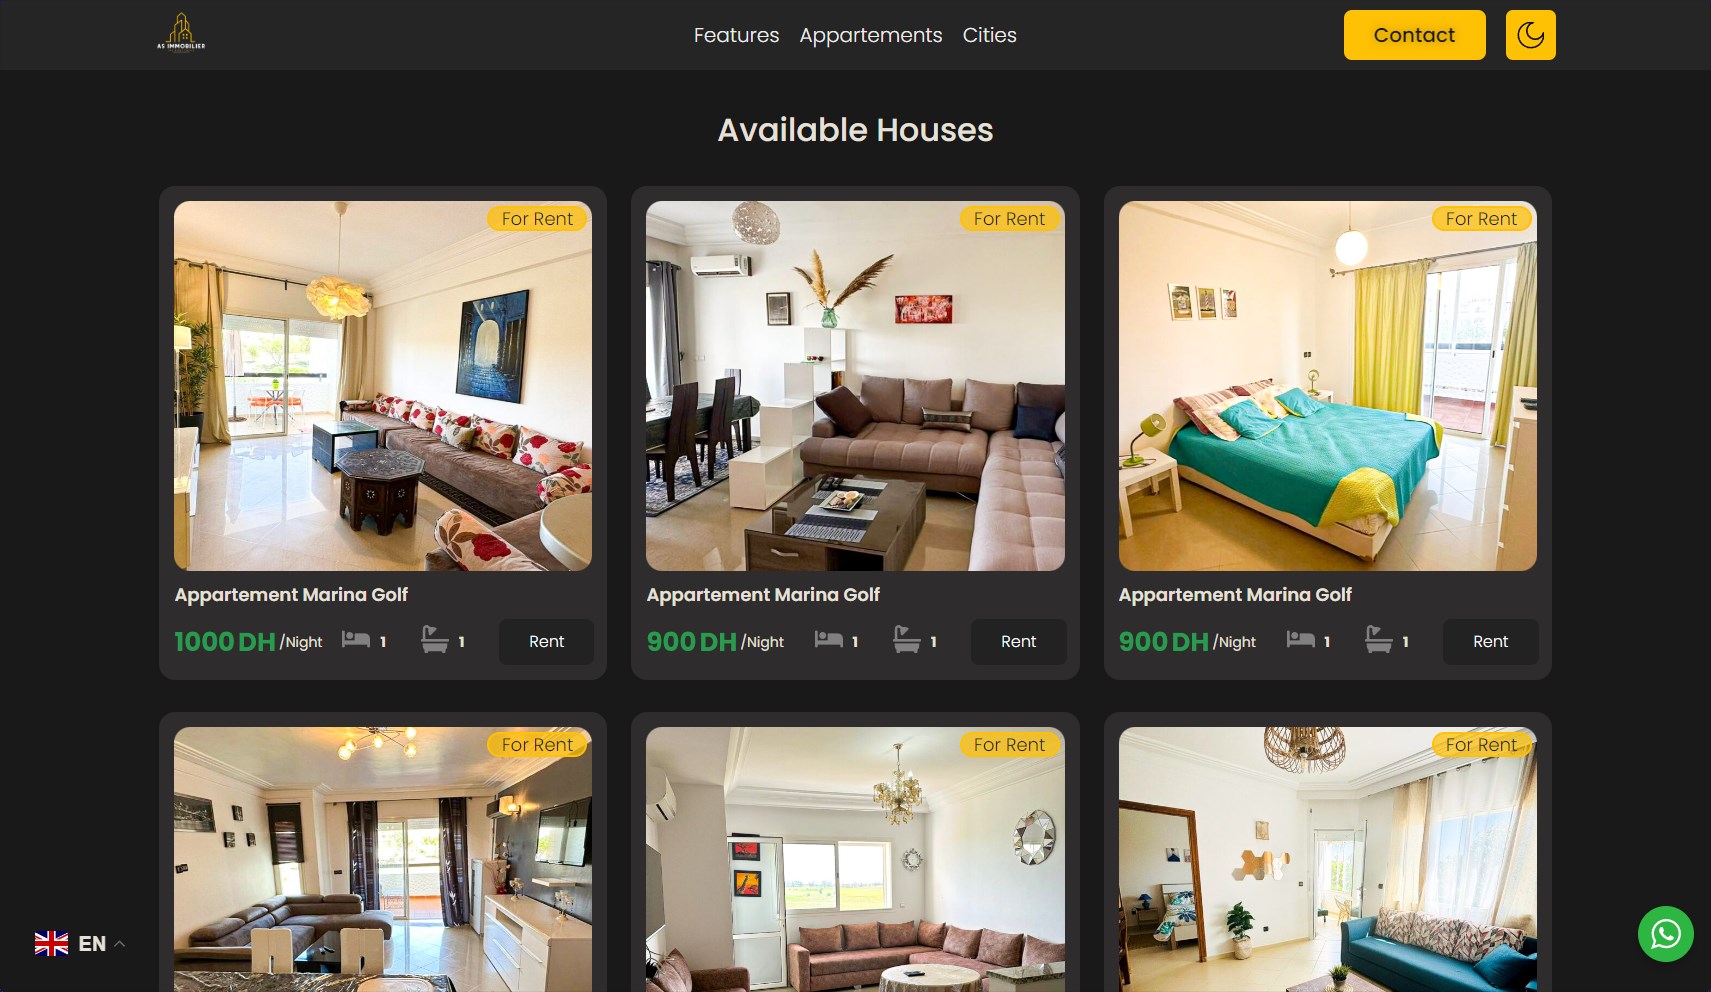 AS IMMOBILIER
Features Appartements Cities
Contact
Available Houses
For Rent
For Rent
For Rent
Appartement Marina Golf
1000 DH /Night 1 1 Rent
Appartement Marina Golf
900 DH /Night 1 1 Rent
Appartement Marina Golf
900 DH /Night 1 1 Rent
For Rent
For Rent
For Rent
EN